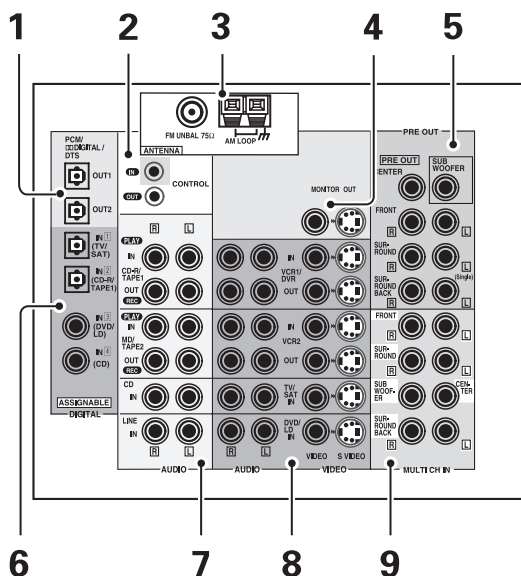 1 2 3 4 5
PCM/
DIGITAL/
DTS
OUT1
OUT2
IN 1
(TV/
SAT)
IN 2
(CD-R/
TAPE1)
IN 3
(DVD/
LD)
IN 4
(CD)
ASSIGNABLE
DIGITAL
FM UNBAL 75Ω
AM LOOP
ANTENNA
IN
CONTROL
OUT
R L
PLAY
IN
CD-R/
TAPE1
OUT
REC
PLAY
IN
MD/
TAPE2
OUT
REC
CD
IN
LINE
IN
R L
AUDIO
MONITOR OUT
IN
VCR1/
DVR
OUT
IN
VCR2
OUT
TV/
SAT
IN
DVD/
LD
IN
R L
AUDIO
VIDEO S VIDEO
VIDEO
PRE OUT
PRE OUT
CENTER
SUB
WOOFER
FRONT
R L
SUR-
ROUND
R L
SUR-
ROUND
BACK
(Single)
R L
FRONT
R L
SUR-
ROUND
R L
SUB
WOOF-
ER
CEN-
TER
SUR-
ROUND
BACK
R L
MULTI CH IN
6 7 8 9